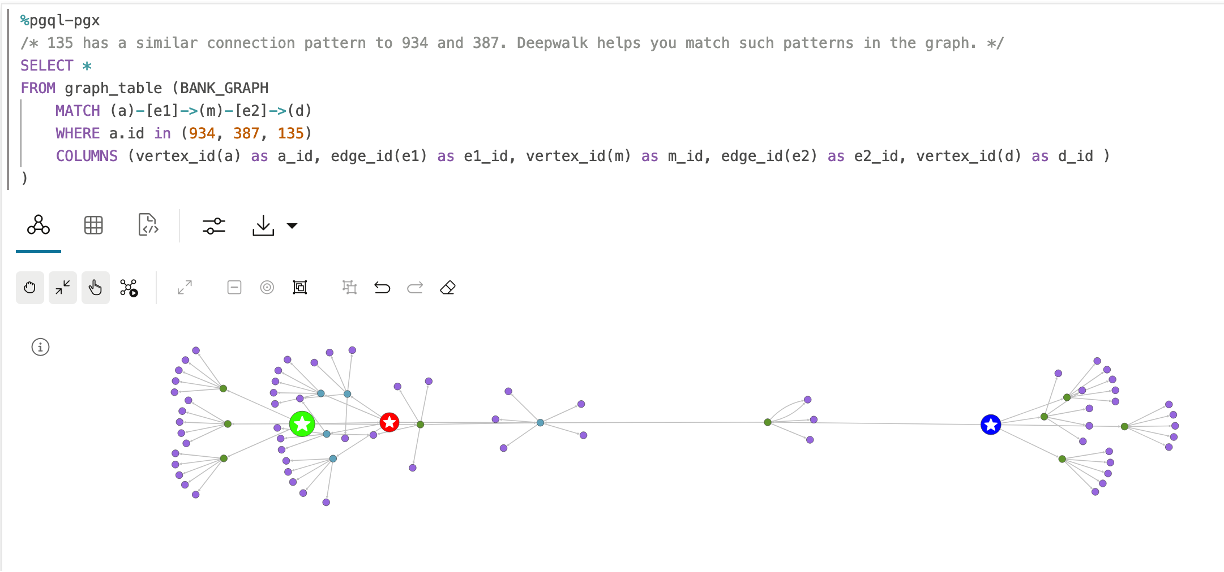 %pgql-pgx
/* 135 has a similar connection pattern to 934 and 387. Deepwalk helps you match such patterns in the graph. */
SELECT *
FROM graph_table (BANK_GRAPH
MATCH (a)-[e1]->(m)-[e2]->(d)
WHERE a.id in (934, 387, 135)
COLUMNS (vertex_id(a) as a_id, edge_id(e1) as e1_id, vertex_id(m) as m_id, edge_id(e2) as e2_id, vertex_id(d) as d_id )
)